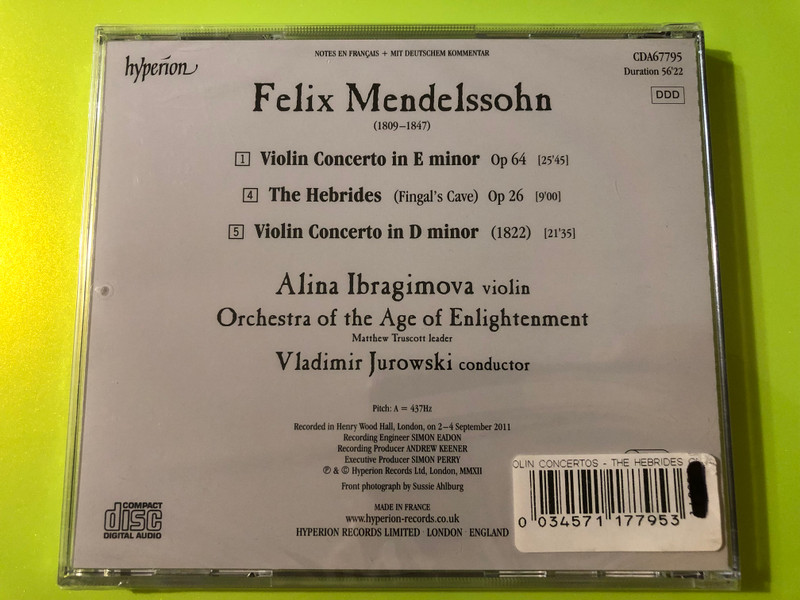 NOTES EN FRANÇAIS + MIT DEUTSCHEM KOMMENTAR
hyperion
CDA67795
Duration 56'22
DDD
Felix Mendelssohn
(1809–1847)
1 Violin Concerto in E minor Op 64 [25'45]
4 The Hebrides (Fingal's Cave) Op 26 [9'00]
5 Violin Concerto in D minor (1822) [21'35]
Alina Ibragimova violin
Orchestra of the Age of Enlightenment
Matthew Truscott leader
Vladimir Jurowski conductor
Pitch: A = 437Hz
Recorded in Henry Wood Hall, London, on 2–4 September 2011
Recording Engineer SIMON EADON
Recording Producer ANDREW KEENER
Executive Producer SIMON PERRY
℗ & © Hyperion Records Ltd, London, MMXII
Front photograph by Sussie Ahlburg
MADE IN FRANCE
www.hyperion-records.co.uk
HYPERION RECORDS LIMITED · LONDON · ENGLAND
COMPACT
disc
DIGITAL AUDIO
OLIN CONCERTOS - THE HEBRIDES
0 034571 177953